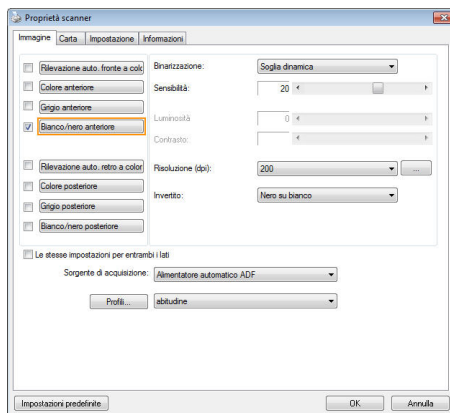 Proprietà scanner
Immagine Carta Impostazione Informazioni
Rilevazione auto. fronte a colo
Colore anteriore
Grigio anteriore
Bianco/nero anteriore
Rilevazione auto. retro a color
Colore posteriore
Grigio posteriore
Bianco/nero posteriore
Binarizzazione: Soglia dinamica
Sensibilità: 20
Luminosità 0
Contrasto:
Risoluzione (dpi): 200 ...
Invertito: Nero su bianco
Le stesse impostazioni per entrambi i lati
Sorgente di acquisizione: Alimentatore automatico ADF
Profili... abitudine
Impostazioni predefinite OK Annulla